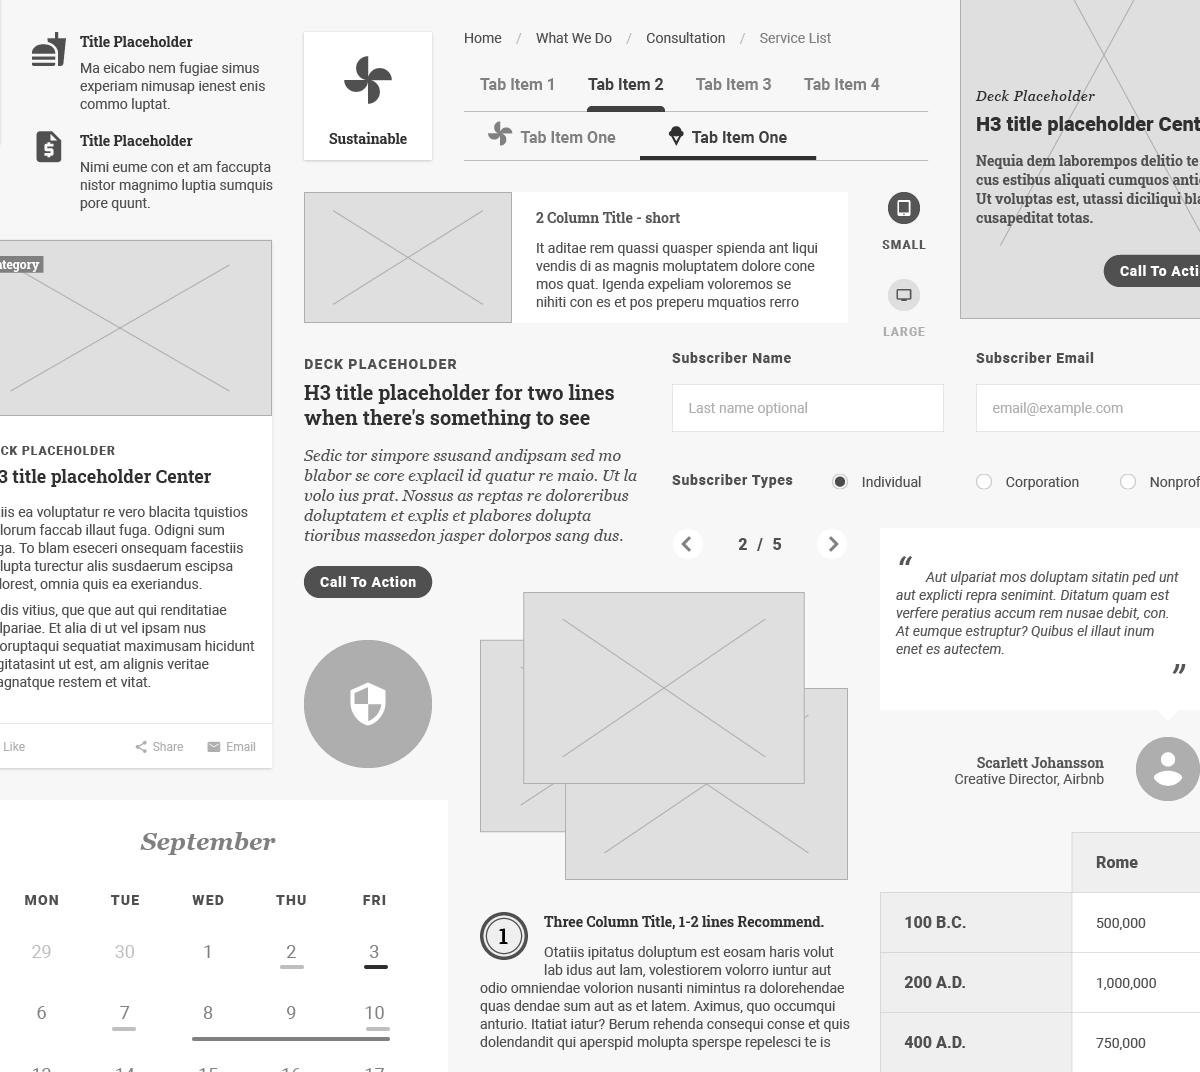 Title Placeholder
Ma eicabo nem fugiae simus
experiam nimusap ienest enis
commo luptat.
Title Placeholder
Nimi eume con et am faccupta
nistor magnimo luptia sumquis
pore quunt.
Sustainable
Home / What We Do / Consultation / Service List
Tab Item 1 Tab Item 2 Tab Item 3 Tab Item 4
Tab Item One Tab Item One
Deck Placeholder
H3 title placeholder Cent
Nequia dem laborempos delitio te
cus estibus aliquati cumquos antic
Ut voluptas est, utassi diciliqui bla
cusapeditat totas.
Call To Acti
2 Column Title - short
It aditae rem quassi quasper spienda ant liqui
vendis di as magnis moluptatem dolore cone
mos quat. Igenda expeliam voloremos se
nihiti con es et pos preperu mquatios rerro
SMALL
LARGE
ategory
CK PLACEHOLDER
3 title placeholder Center
iis ea voluptatur re vero blacita tquistios
lorum faccab illaut fuga. Odigni sum
ga. To blam eseceri onsequam facestiis
lupta turectur alis susdaerum escipsa
lorest, omnia quis ea exeriandus.
dis vitius, que que aut qui renditatiae
lpariae. Et alia di ut vel ipsam nus
oruptaqui sequatiat maximusam hicidunt
gitatasint ut est, am alignis veritae
agnatque restem et vitat.
Like Share Email
DECK PLACEHOLDER
H3 title placeholder for two lines
when there's something to see
Sedic tor simpore ssusand andipsam sed mo
blabor se core explacil id quatur re maio. Ut la
volo ius prat. Nossus as reptas re doloreribus
doluptatem et explis et plabores dolupta
tioribus massedon jasper dolorpos sang dus.
Call To Action
Subscriber Name
Last name optional
Subscriber Email
email@example.com
Subscriber Types Individual Corporation Nonprof
2 / 5
“ Aut ulpariat mos doluptam sitatin ped unt
aut explicti repra senimint. Ditatum quam est
verfere peratius accum rem nusae debit, con.
At eumque estruptur? Quibus el illaut inum
enet es autectem.
”
Scarlett Johansson
Creative Director, Airbnb
September
MON TUE WED THU FRI
29 30 1 2 3
6 7 8 9 10
13 14 15 16 17
1
Three Column Title, 1-2 lines Recommend.
Otatiis ipitatus doluptum est eosam haris volut
lab idus aut lam, volestiorem volorro iuntur aut
odio omniendae volorion nusanti nimintus ra dolorehendae
quas dendae sum aut as et latem. Aximus, quo occumqui
anturio. Itatiat iatur? Berum rehenda consequi conse et quis
dolendandit qui aperspid molupta sperspe repelesci te is
Rome
100 B.C. 500,000
200 A.D. 1,000,000
400 A.D. 750,000